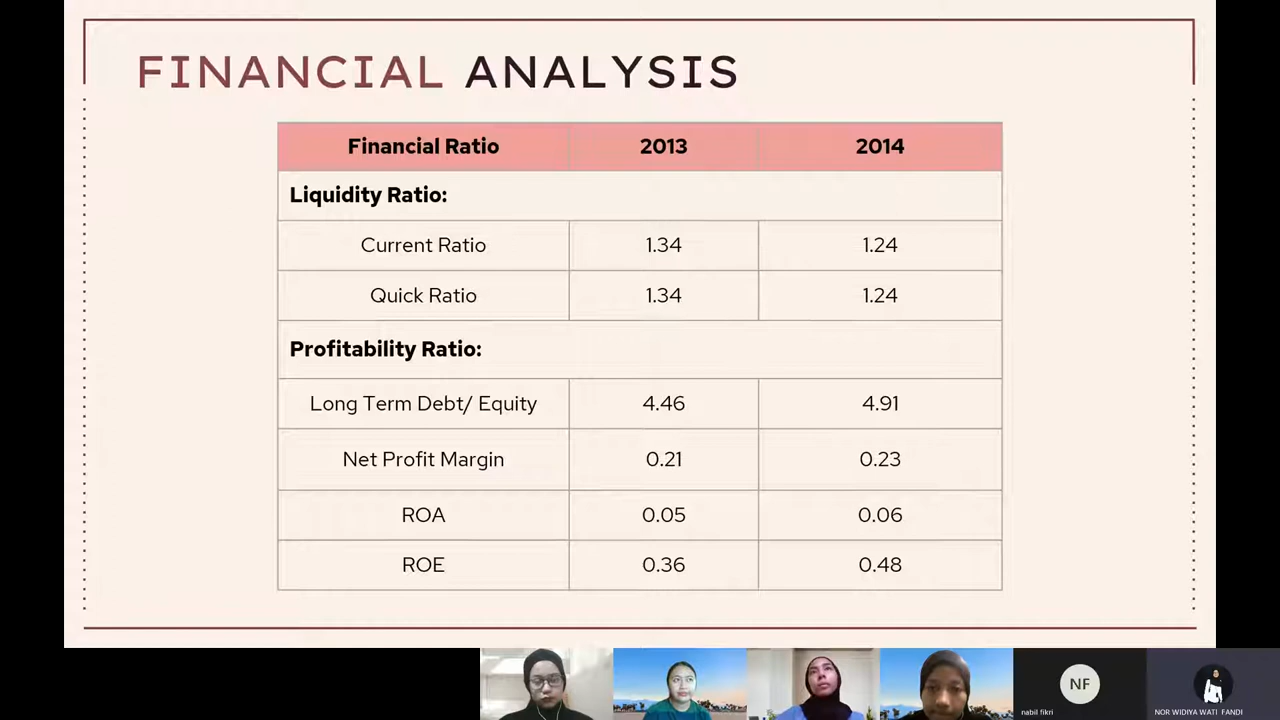 FINANCIAL ANALYSIS
Financial Ratio 2013 2014
Liquidity Ratio:
Current Ratio 1.34 1.24
Quick Ratio 1.34 1.24
Profitability Ratio:
Long Term Debt/ Equity 4.46 4.91
Net Profit Margin 0.21 0.23
ROA 0.05 0.06
ROE 0.36 0.48
NF
nabil fikri
NOR WIDIYA WATI FANDI